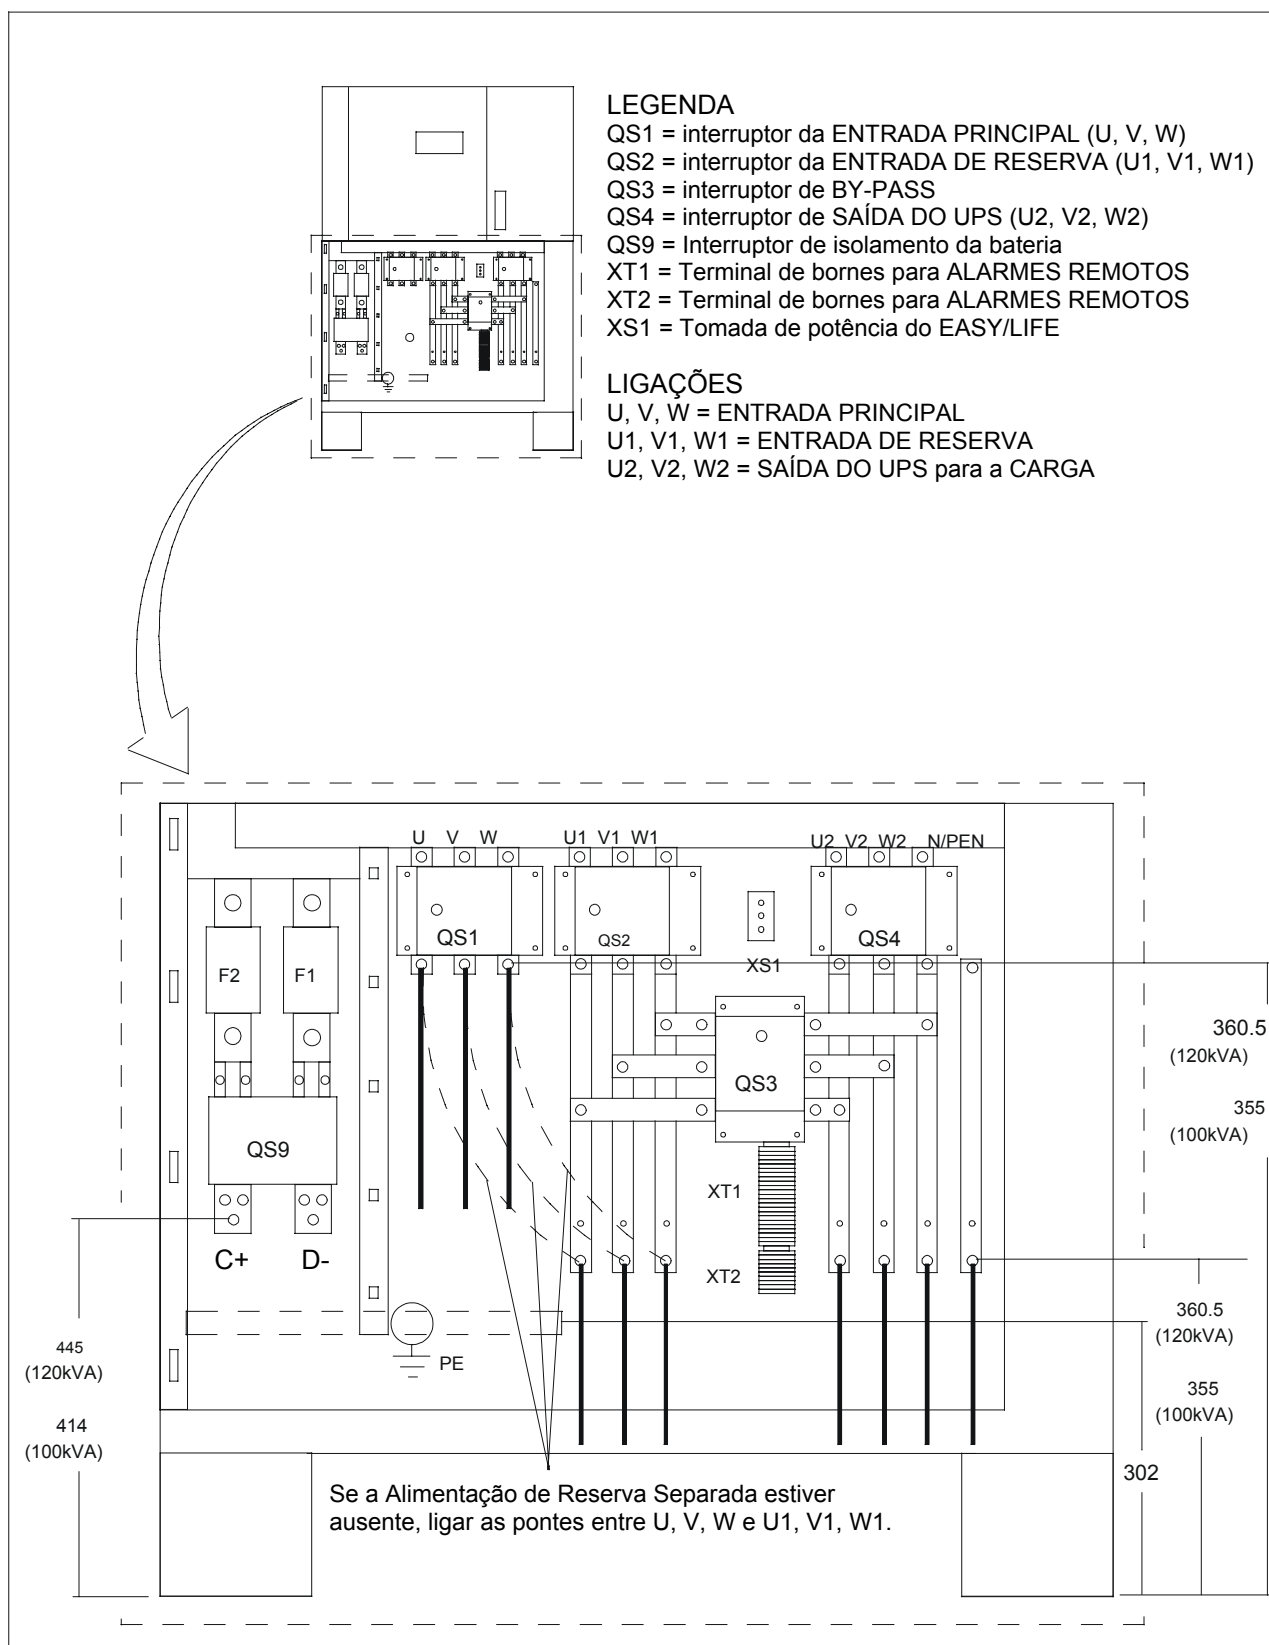 LEGENDA
QS1 = interruptor da ENTRADA PRINCIPAL (U, V, W)
QS2 = interruptor da ENTRADA DE RESERVA (U1, V1, W1)
QS3 = interruptor de BY-PASS
QS4 = interruptor de SAÍDA DO UPS (U2, V2, W2)
QS9 = Interruptor de isolamento da bateria
XT1 = Terminal de bornes para ALARMES REMOTOS
XT2 = Terminal de bornes para ALARMES REMOTOS
XS1 = Tomada de potência do EASY/LIFE
LIGAÇÕES
U, V, W = ENTRADA PRINCIPAL
U1, V1, W1 = ENTRADA DE RESERVA
U2, V2, W2 = SAÍDA DO UPS para a CARGA
U V W U1 V1 W1 U2 V2 W2 N/PEN
QS1 QS2 QS4
F2 F1 XS1
360.5
(120kVA)
QS3
355
(100kVA)
QS9
XT1
C+ D- XT2
360.5
(120kVA)
445
(120kVA)
PE
355
(100kVA)
414
(100kVA)
302
Se a Alimentação de Reserva Separada estiver
ausente, ligar as pontes entre U, V, W e U1, V1, W1.